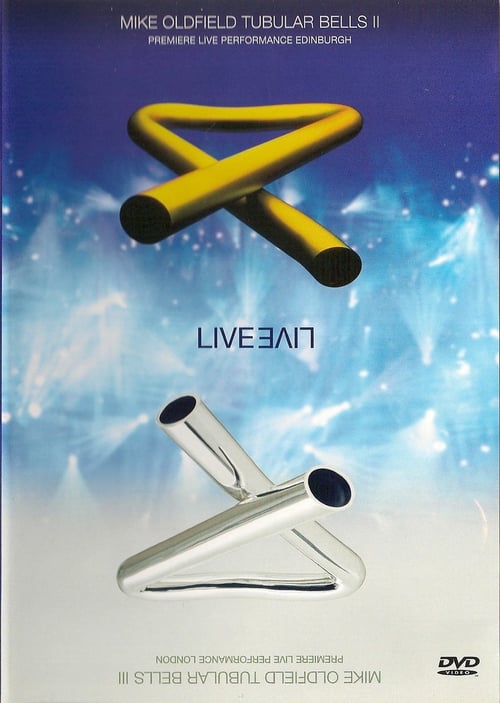 MIKE OLDFIELD TUBULAR BELLS II
PREMIERE LIVE PERFORMANCE EDINBURGH
LIVE LIVE
MIKE OLDFIELD TUBULAR BELLS III
PREMIERE LIVE PERFORMANCE LONDON
DVD
VIDEO